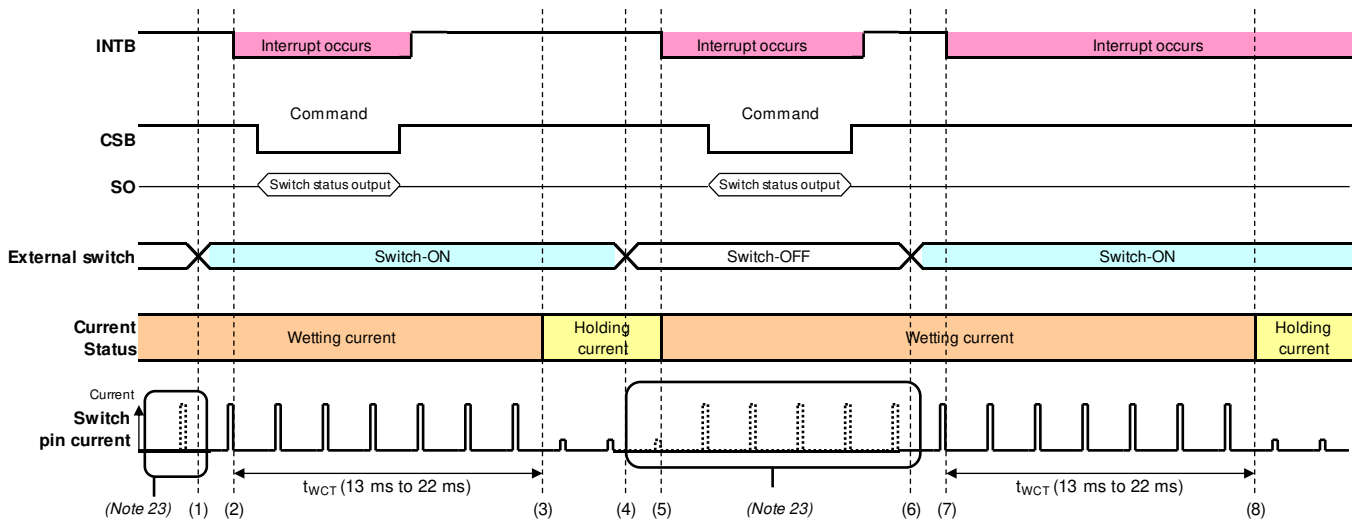 INTB
Interrupt occurs
Interrupt occurs
Interrupt occurs
Command
Command
CSB
SO
Switch status output
Switch status output
External switch
Switch-ON
Switch-OFF
Switch-ON
Current
Status
Wetting current
Holding
current
Wetting current
Holding
current
Current
Switch
pin current
tWCT (13 ms to 22 ms)
tWCT (13 ms to 22 ms)
(Note 23)
(1)
(2)
(3)
(4)
(5)
(Note 23)
(6)
(7)
(8)